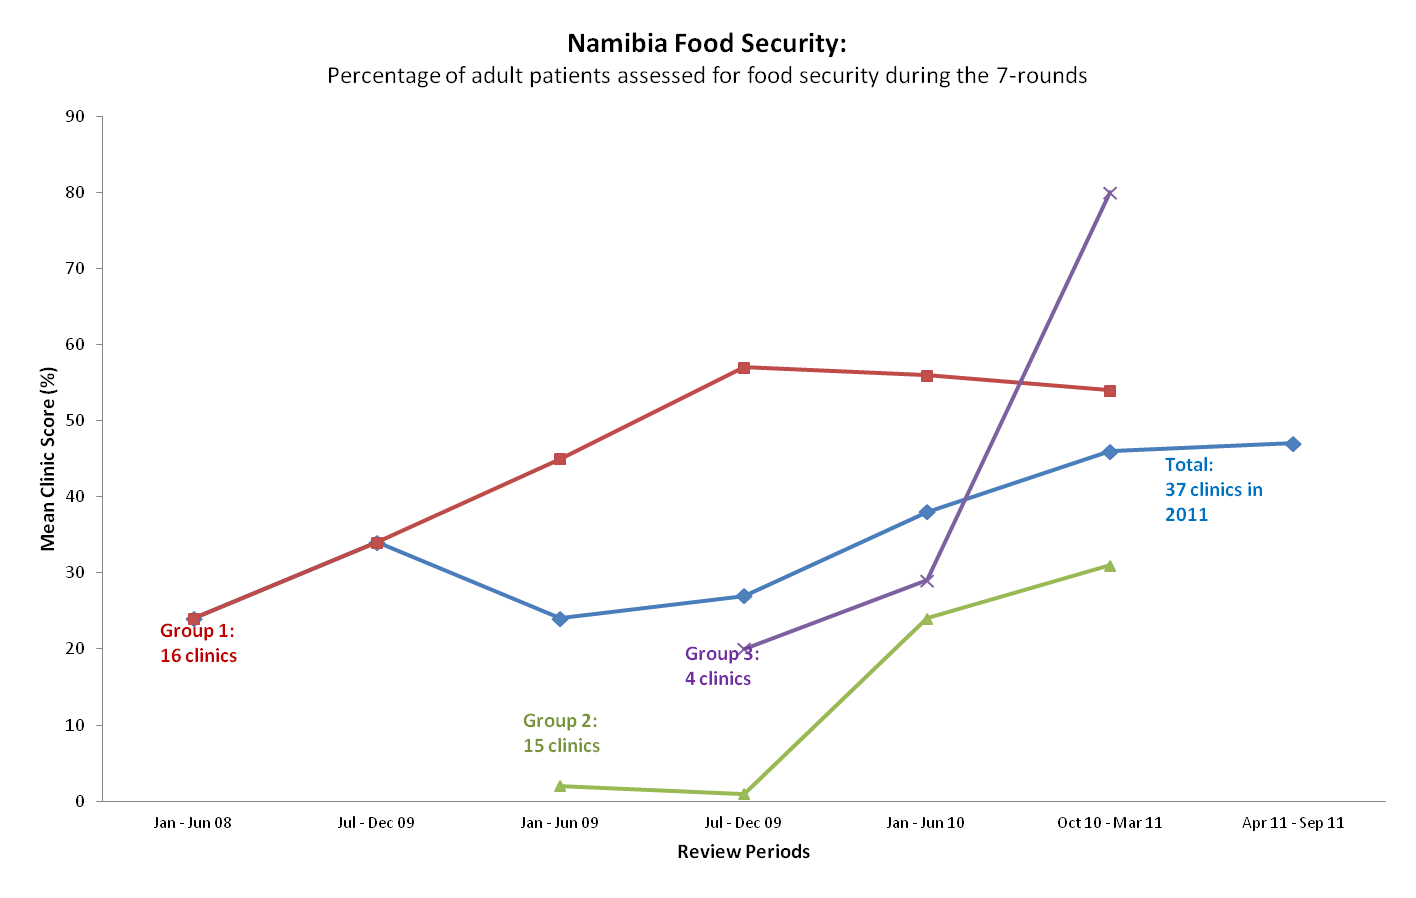 Namibia Food Security:
Percentage of adult patients assessed for food security during the 7-rounds
90
80
70
60
50
40
30
20
10
0
Mean Clinic Score (%)
Group 1:
16 clinics
Group 2:
15 clinics
Group 3:
4 clinics
Total:
37 clinics in
2011
Jan - Jun 08
Jul - Dec 09
Jan - Jun 09
Jul - Dec 09
Jan - Jun 10
Oct 10 - Mar 11
Apr 11 - Sep 11
Review Periods